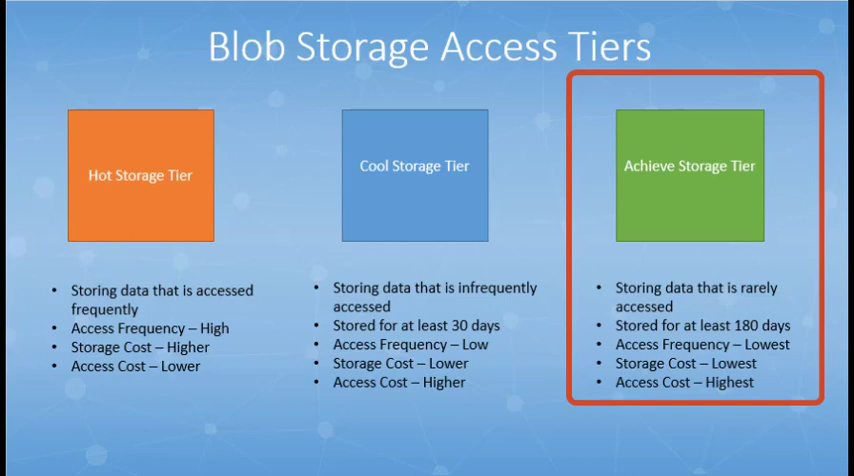 Blob Storage Access Tiers
Hot Storage Tier
Cool Storage Tier
Achieve Storage Tier
• Storing data that is accessed
frequently
• Access Frequency – High
• Storage Cost – Higher
• Access Cost – Lower
• Storing data that is infrequently
accessed
• Stored for at least 30 days
• Access Frequency – Low
• Storage Cost – Lower
• Access Cost – Higher
• Storing data that is rarely
accessed
• Stored for at least 180 days
• Access Frequency – Lowest
• Storage Cost – Lowest
• Access Cost – Highest